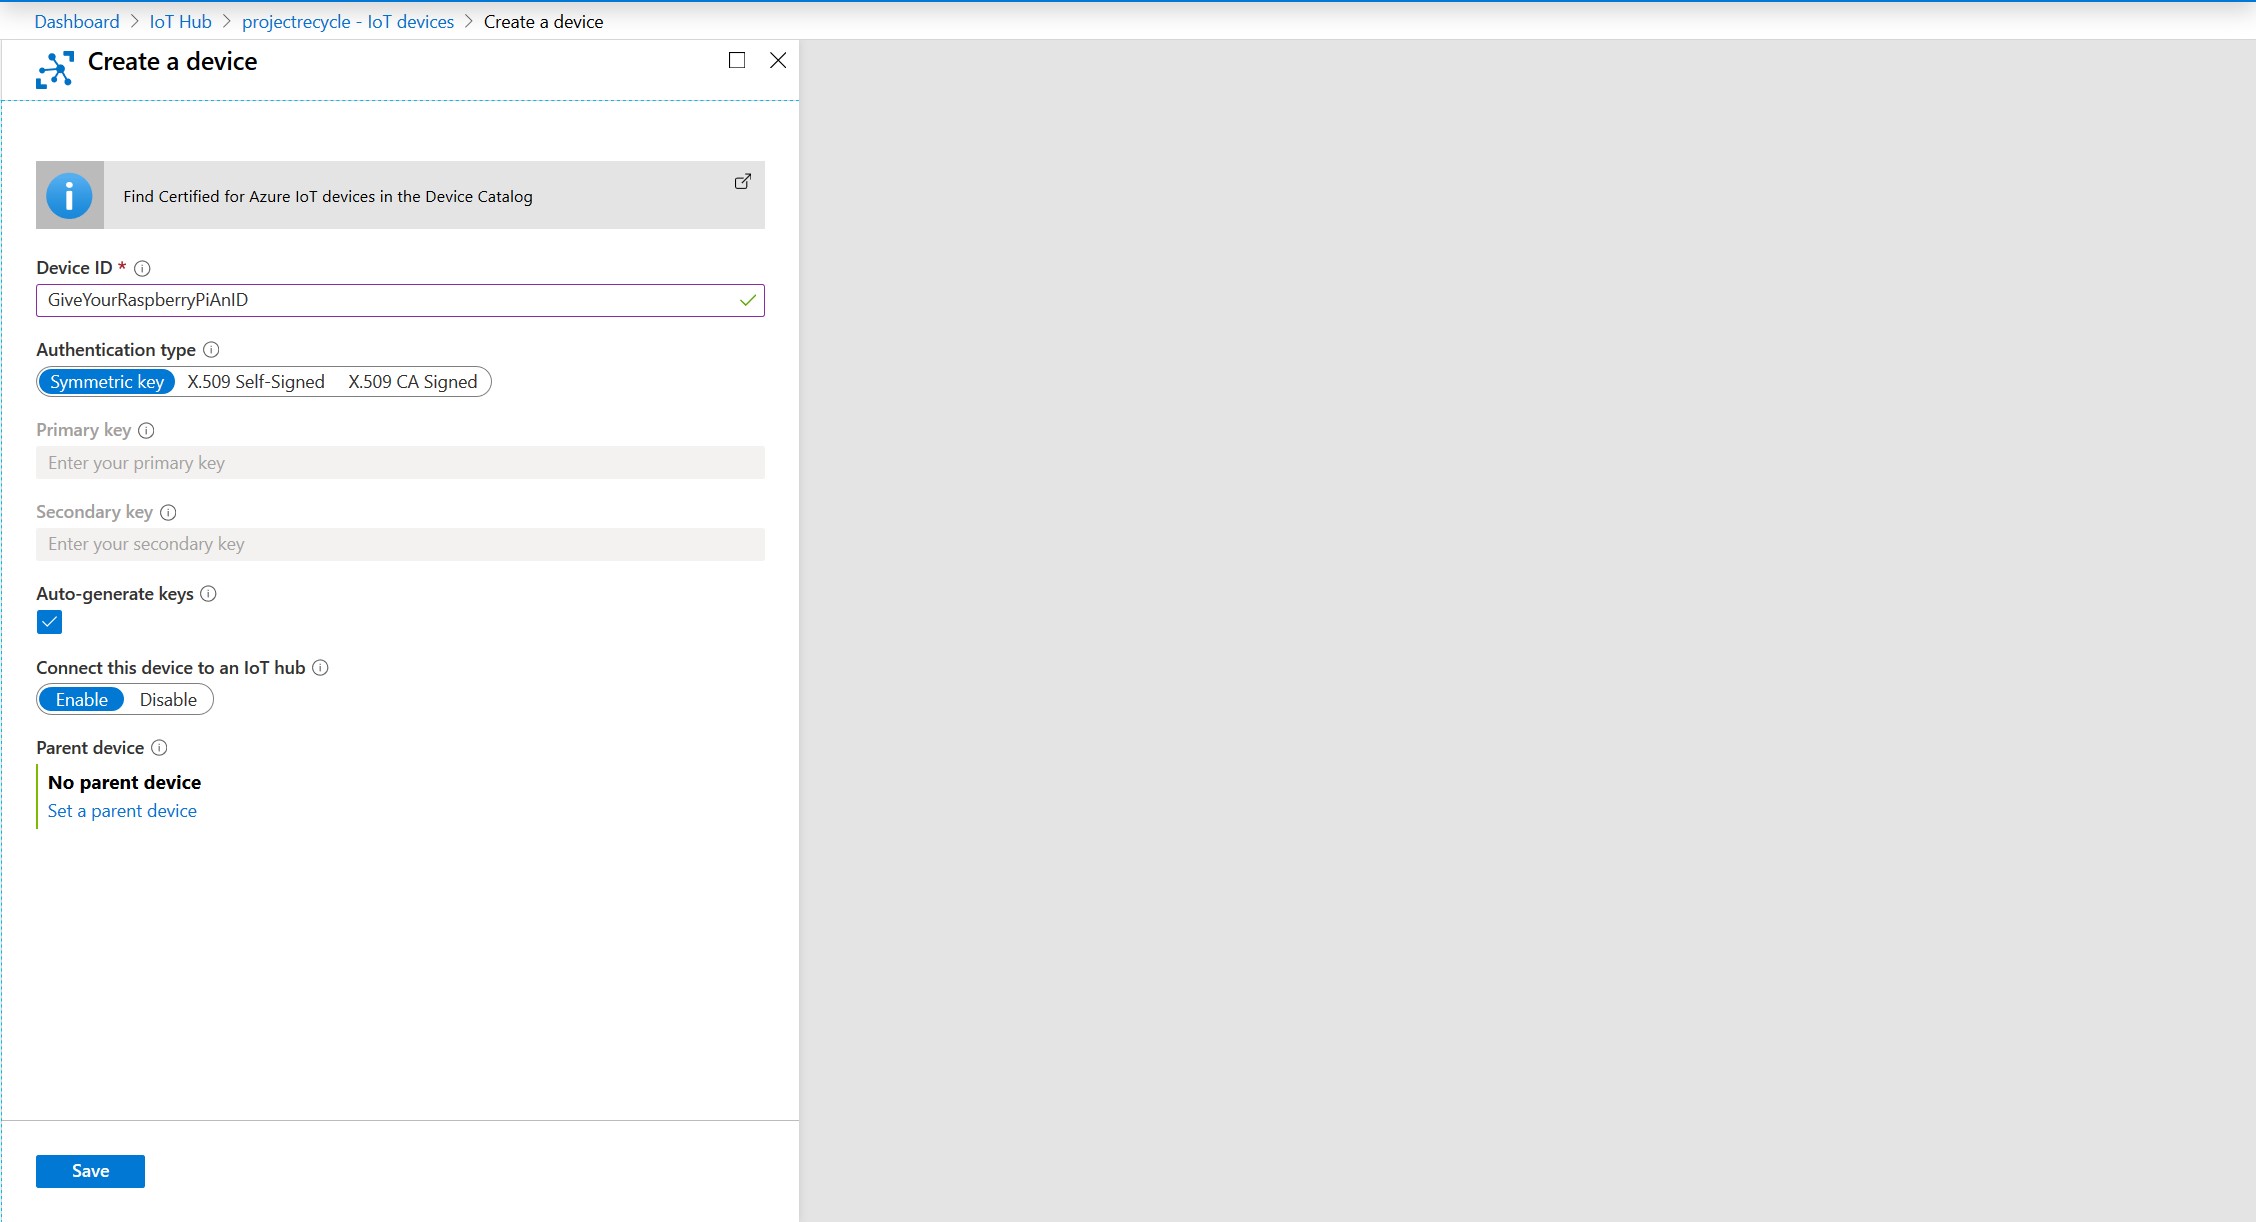 Dashboard > IoT Hub > projectrecycle - IoT devices > Create a device
Create a device
Find Certified for Azure IoT devices in the Device Catalog
Device ID *
GiveYourRaspberryPiAnID
Authentication type
Symmetric key X.509 Self-Signed X.509 CA Signed
Primary key
Enter your primary key
Secondary key
Enter your secondary key
Auto-generate keys
Connect this device to an IoT hub
Enable Disable
Parent device
No parent device
Set a parent device
Save